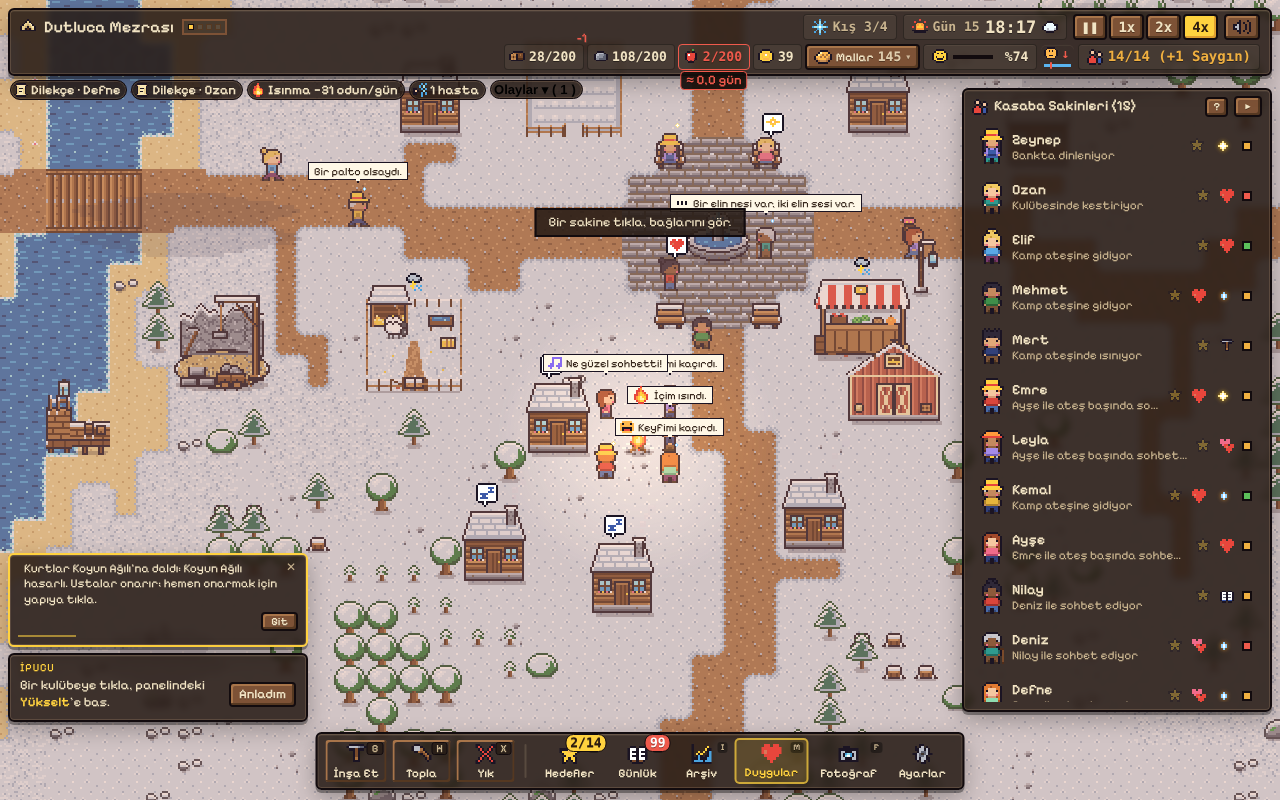 Dutluca Mezrası
Kış 3/4
Gün 15 18:17
1x
2x
4x
-1
28/200
108/200
2/200
39
Mallar 145
%74
14/14 (+1 Saygın)
≈ 0.0 gün
Dilekçe · Defne
Dilekçe · Ozan
Isınma -31 odun/gün
1 hasta
Olaylar ▾ ( 1 )
Bir palto olsaydı.
Bir elin nesi var, iki elin sesi var.
Bir sakine tıkla, bağlarını gör.
Ne güzel sohbetti!
mi kaçırdı.
İçim ısındı.
Keyfimi kaçırdı.
Kasaba Sakinleri (15)
?
Zeynep
Bankta dinleniyor
Ozan
Kulübesinde kestiriyor
Elif
Kamp ateşine gidiyor
Mehmet
Kamp ateşine gidiyor
Mert
Kamp ateşinde ısınıyor
Emre
Ayşe ile ateş başında so...
Leyla
Ayşe ile ateş başında sohbet...
Kemal
Kamp ateşine gidiyor
Ayşe
Emre ile ateş başında sohbe...
Nilay
Deniz ile sohbet ediyor
Deniz
Nilay ile sohbet ediyor
Defne
Kurtlar Koyun Ağılı'na daldı: Koyun Ağılı
hasarlı. Ustalar onarır; hemen onarmak için
yapıya tıkla.
Git
İPUCU
Bir kulübeye tıkla, panelindeki
Yükselt'e bas.
Anladım
B
İnşa Et
H
Topla
X
Yık
2/14
Hedefler
99
Günlük
I
Arşiv
M
Duygular
F
Fotoğraf
Ayarlar